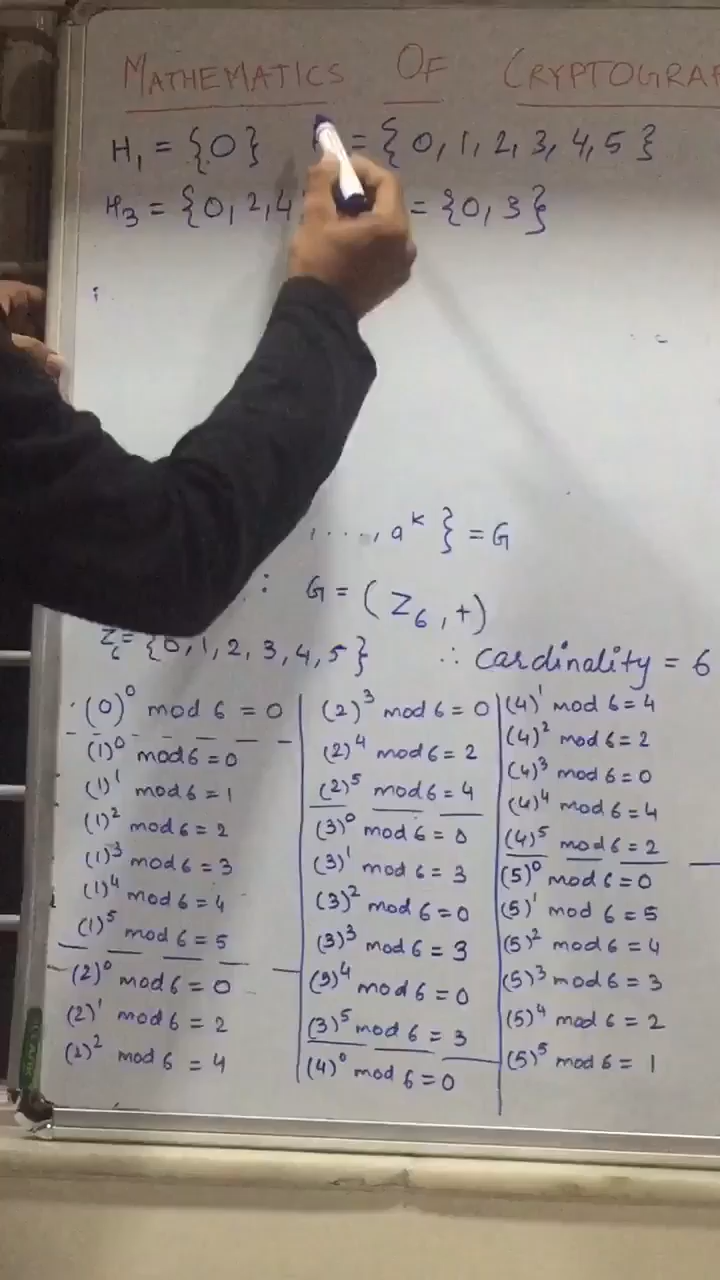 MATHEMATICS OF CRYPTOGRA
H₁ = {0} = {0, 1, 2, 3, 4, 5}
H₃ = {0, 2, 4 = {0, 3}
, ...., aᵏ } = G
∴ G = (Z₆, +)
Z₆ = {0, 1, 2, 3, 4, 5} ∴ Cardinality = 6
(0)⁰ mod 6 = 0
(1)⁰ mod 6 = 0
(1)¹ mod 6 = 1
(1)² mod 6 = 2
(1)³ mod 6 = 3
(1)⁴ mod 6 = 4
(1)⁵ mod 6 = 5
(2)⁰ mod 6 = 0
(2)¹ mod 6 = 2
(2)² mod 6 = 4
(2)³ mod 6 = 0
(2)⁴ mod 6 = 2
(2)⁵ mod 6 = 4
(3)⁰ mod 6 = 0
(3)¹ mod 6 = 3
(3)² mod 6 = 0
(3)³ mod 6 = 3
(3)⁴ mod 6 = 0
(3)⁵ mod 6 = 3
(4)⁰ mod 6 = 0
(4)¹ mod 6 = 4
(4)² mod 6 = 2
(4)³ mod 6 = 0
(4)⁴ mod 6 = 4
(4)⁵ mod 6 = 2
(5)⁰ mod 6 = 0
(5)¹ mod 6 = 5
(5)² mod 6 = 4
(5)³ mod 6 = 3
(5)⁴ mod 6 = 2
(5)⁵ mod 6 = 1